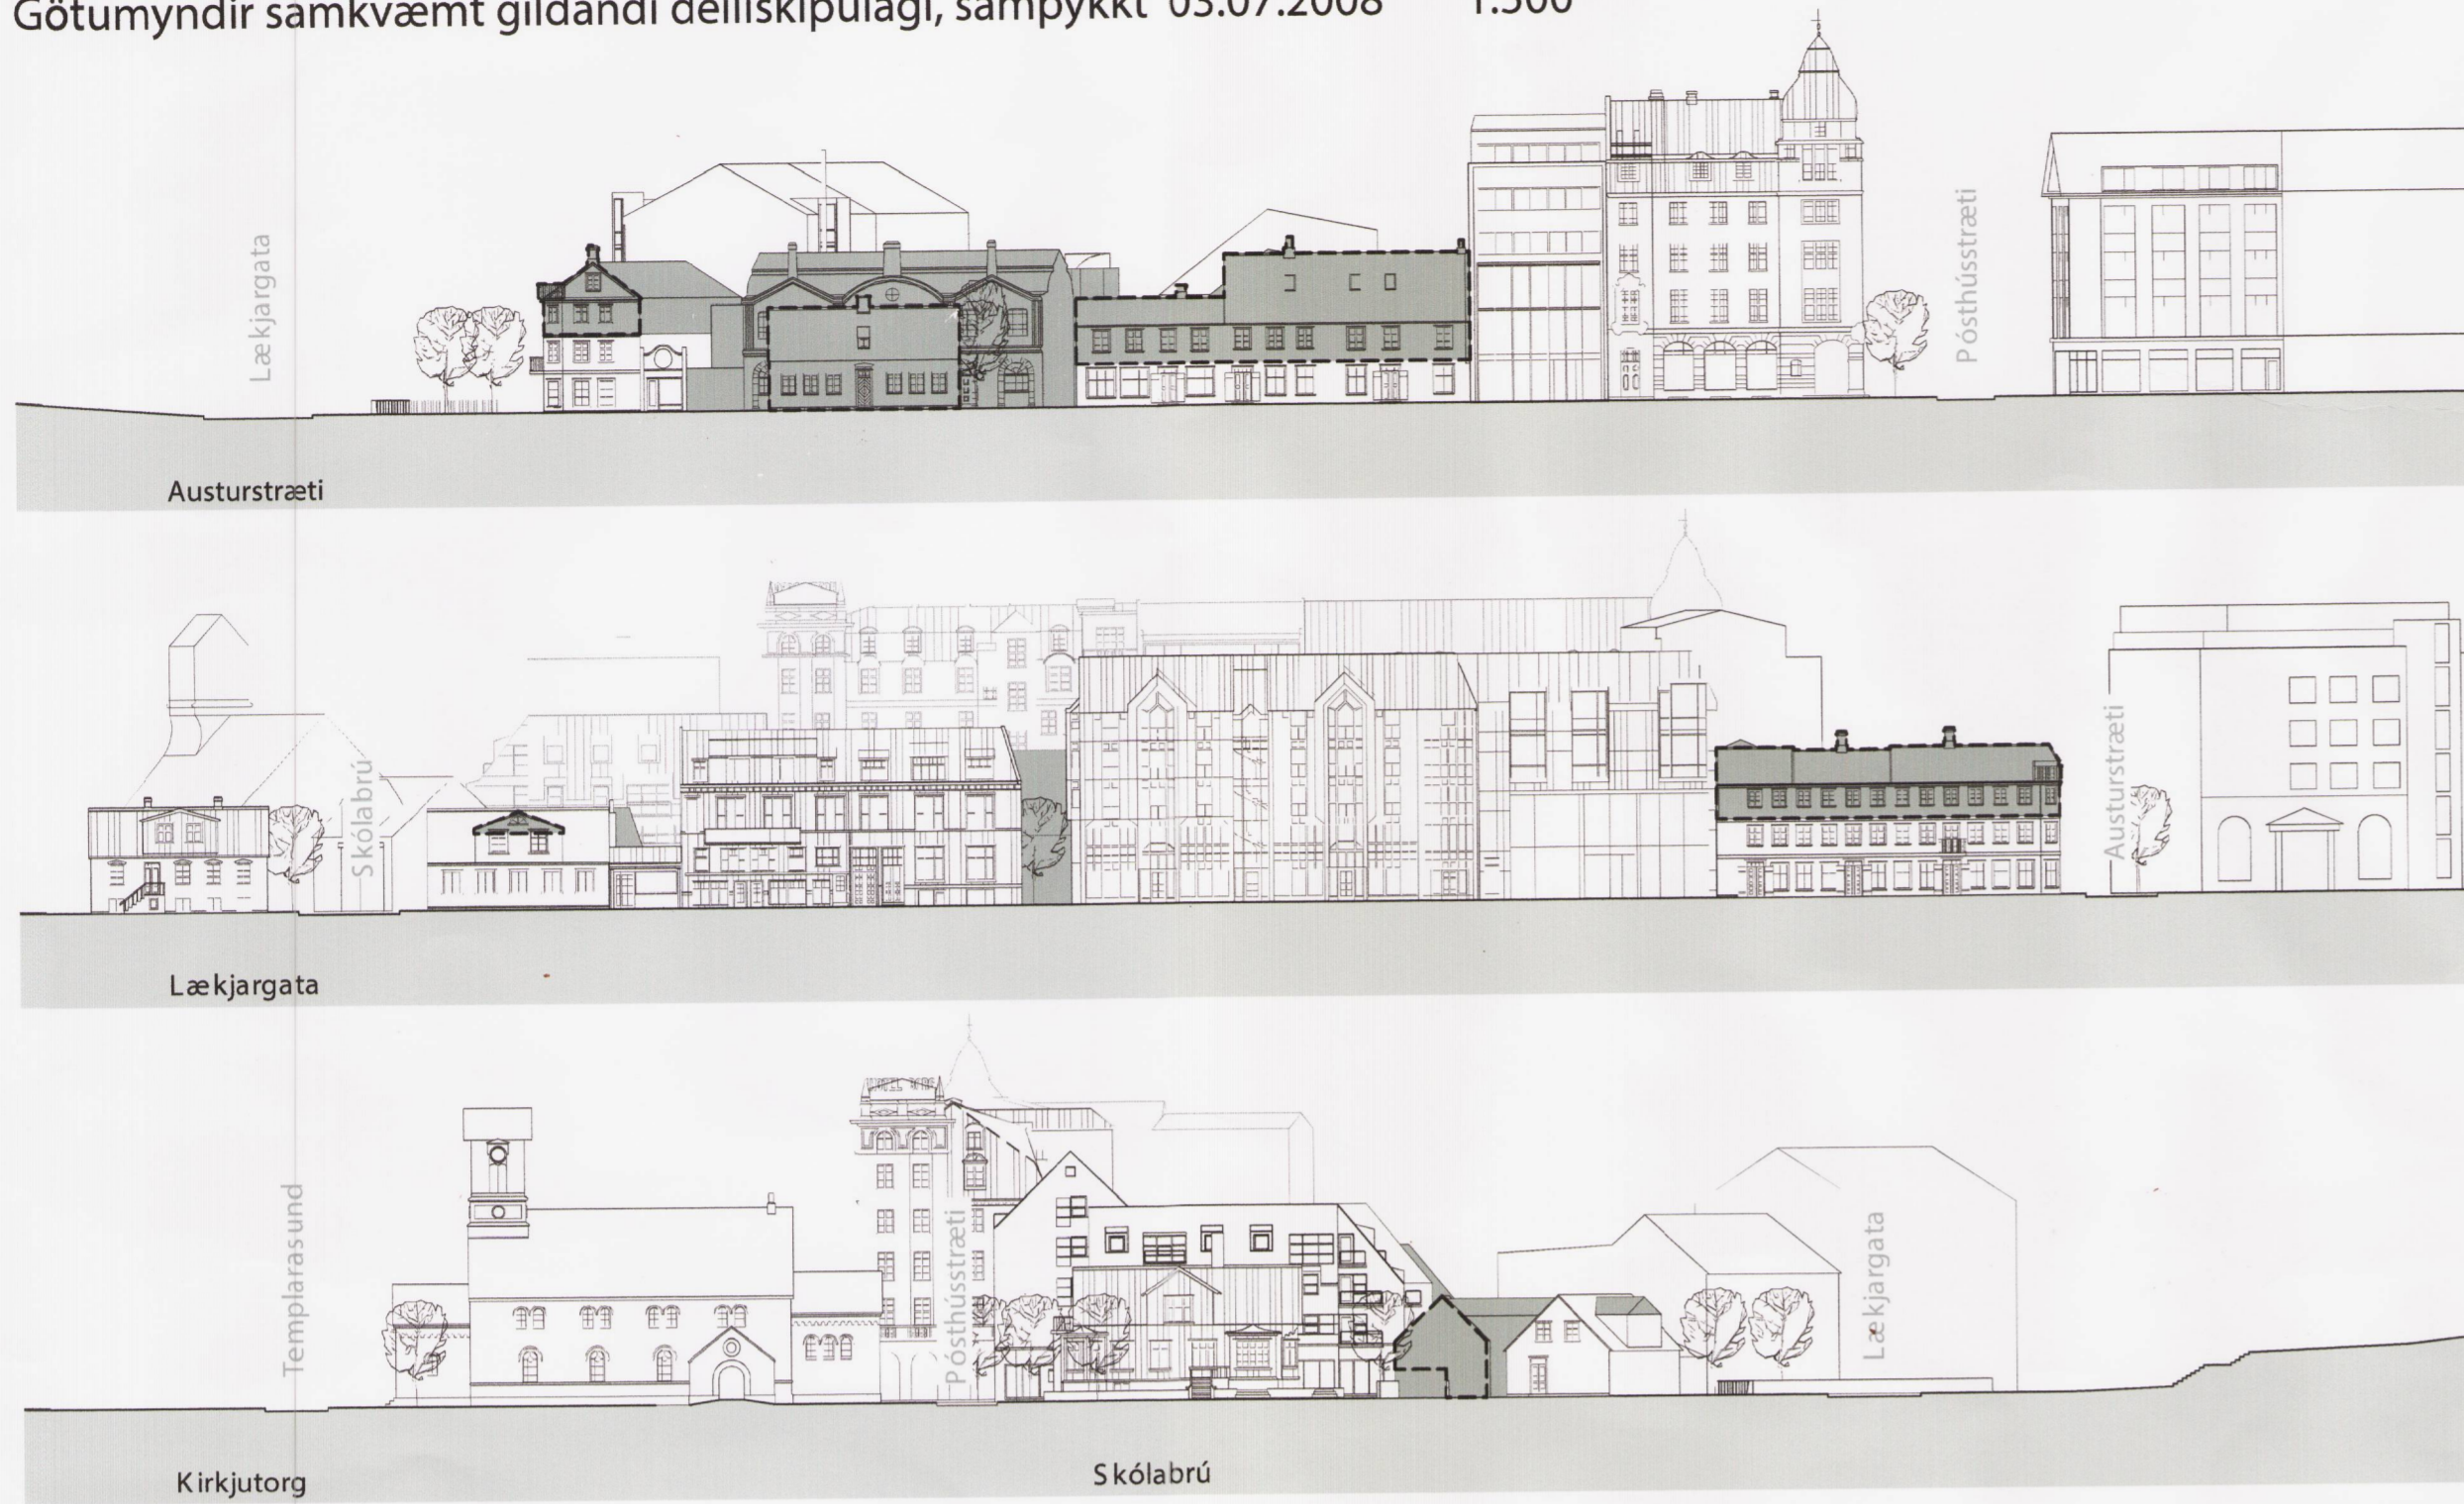 Götumyndir samkvæmt gildandi deiliskipulagi, samþykkt 03.07.2008 1:500
Lækjargata
Pósthússtræti
Austurstræti
Skólabrú
Austurstræti
Lækjargata
Templarasund
Pósthússtræti
Lækjargata
Kirkjutorg
Skólabrú